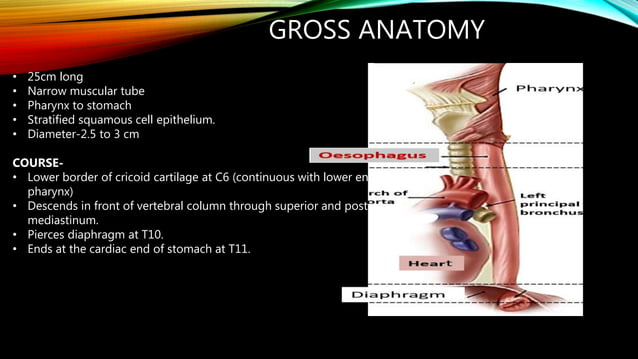 GROSS ANATOMY
• 25cm long
• Narrow muscular tube
• Pharynx to stomach
• Stratified squamous cell epithelium.
• Diameter-2.5 to 3 cm
COURSE-
• Lower border of cricoid cartilage at C6 (continuous with lower en
pharynx)
• Descends in front of vertebral column through superior and post
mediastinum.
• Pierces diaphragm at T10.
• Ends at the cardiac end of stomach at T11.
Pharynx
Oesophagus
rch of
orta
Left
principal
bronchus
Heart
Diaphragm